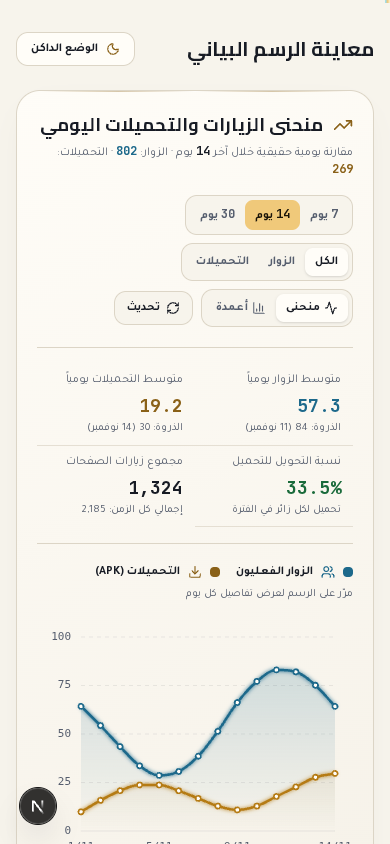 معاينة الرسم البياني
الوضع الداكن
منحنى الزيارات والتحميلات اليومي
مقارنة يومية حقيقية خلال آخر 14 يوم · الزوار: 802 · التحميلات:
269
7 يوم
14 يوم
30 يوم
الكل
الزوار
التحميلات
منحنى
أعمدة
تحديث
متوسط الزوار يومياً
57.3
الذروة: 84 (11 نوفمبر)
متوسط التحميلات يومياً
19.2
الذروة: 30 (14 نوفمبر)
نسبة التحويل للتحميل
33.5%
تحميل لكل زائر في الفترة
مجموع زيارات الصفحات
1,324
إجمالي كل الزمن: 2,185
الزوار الفعليون
التحميلات (APK)
مرّر على الرسم لعرض تفاصيل كل يوم
100
75
50
25
0
N